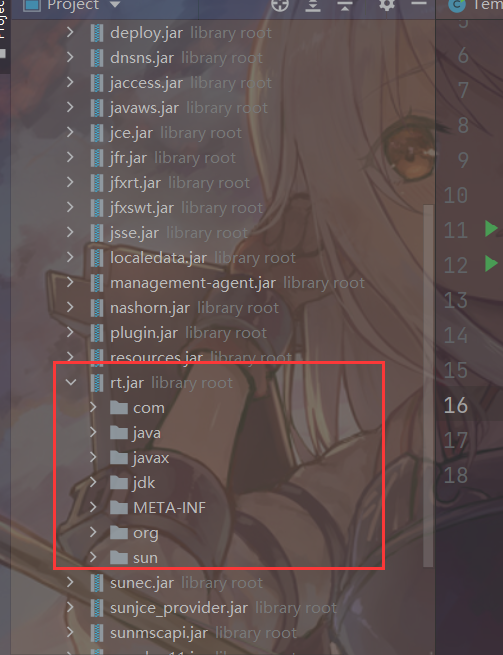 Project
Tem
deploy.jar library root
dnsns.jar library root
6
jaccess.jar library root
7
javaws.jar library root
jce.jar library root
8
jfr.jar library root
9
jfxrt.jar library root
10
jfxswt.jar library root
jsse.jar library root
11
localedata.jar library root
12
management-agent.jar library root
13
nashorn.jar library root
plugin.jar library root
14
resources.jar library root
15
rt.jar library root
com
16
java
17
javax
18
jdk
META-INF
org
sun
sunec.jar library root
sunjce_provider.jar library root
sunmscapi.jar library root